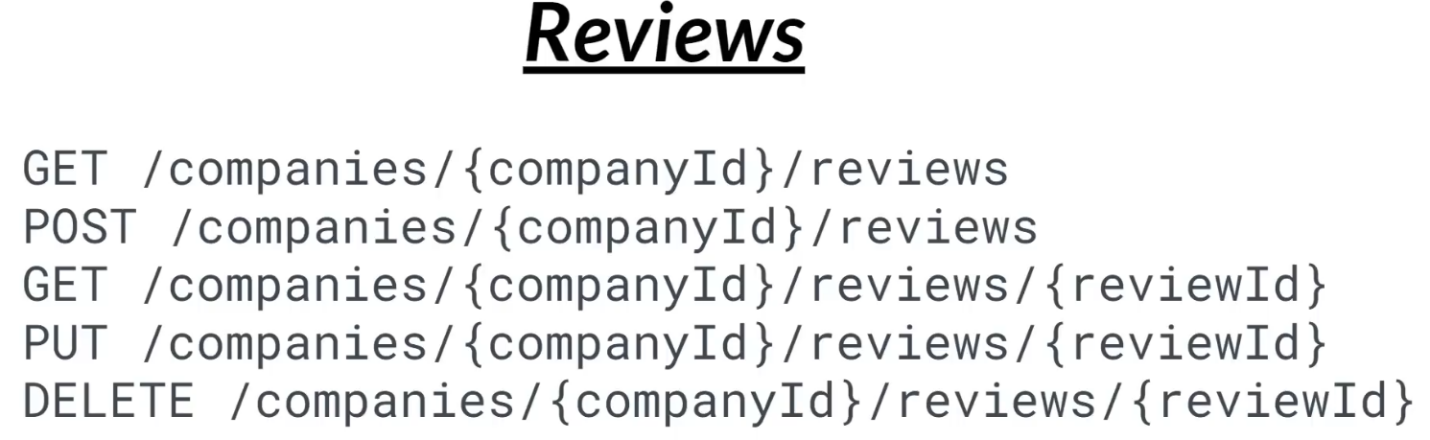 Reviews
GET /companies/{companyId}/reviews
POST /companies/{companyId}/reviews
GET /companies/{companyId}/reviews/{reviewId}
PUT /companies/{companyId}/reviews/{reviewId}
DELETE /companies/{companyId}/reviews/{reviewId}